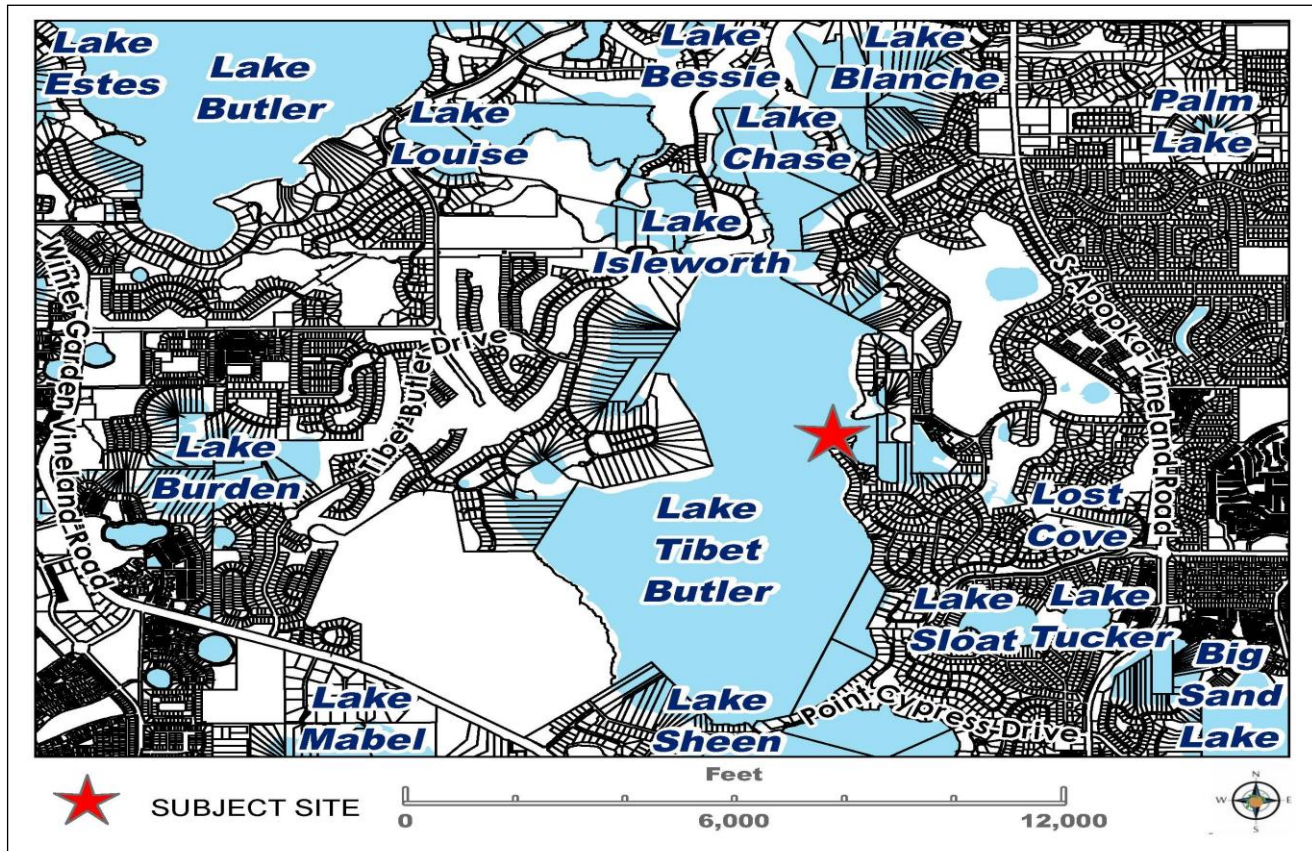 Lake
Estes
Lake
Butler
Lake
Bessie
Lake
Blanche
Lake
Louise
Lake
Chase
Palm
Lake
Lake
Isleworth
Winter Garden Vineland Road
S Apopka-Vineland Road
Tibet Butler Drive
Lake
Burden
Lake
Tibet
Butler
Lost
Cove
Lake
Sloat
Lake
Tucker
Big
Sand
Lake
Lake
Mabel
Lake
Sheen
Point Cypress Drive
SUBJECT SITE
Feet
0
6,000
12,000
N
W
E
S